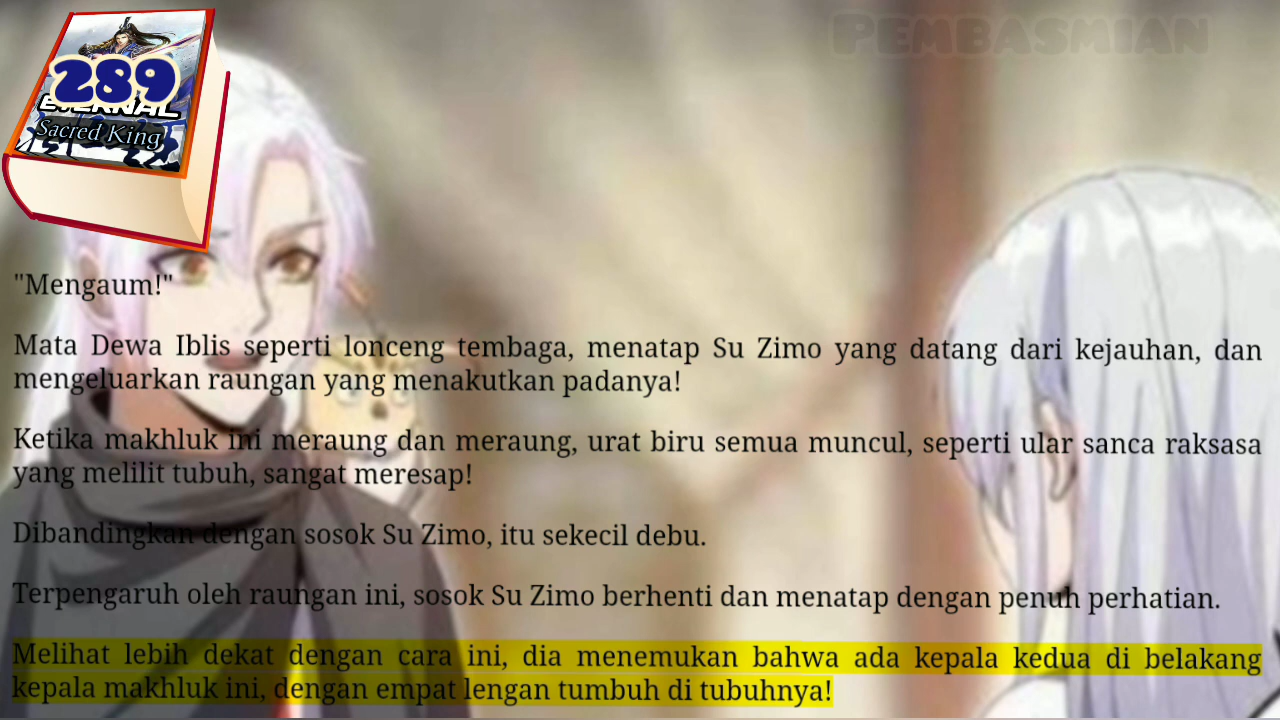 PEMBASMIAN
289
ETERNAL
Sacred King
"Mengaum!"
Mata Dewa Iblis seperti lonceng tembaga, menatap Su Zimo yang datang dari kejauhan, dan
mengeluarkan raungan yang menakutkan padanya!
Ketika makhluk ini meraung dan meraung, urat biru semua muncul, seperti ular sanca raksasa
yang melilit tubuh, sangat meresap!
Dibandingkan dengan sosok Su Zimo, itu sekecil debu.
Terpengaruh oleh raungan ini, sosok Su Zimo berhenti dan menatap dengan penuh perhatian.
Melihat lebih dekat dengan cara ini, dia menemukan bahwa ada kepala kedua di belakang
kepala makhluk ini, dengan empat lengan tumbuh di tubuhnya!